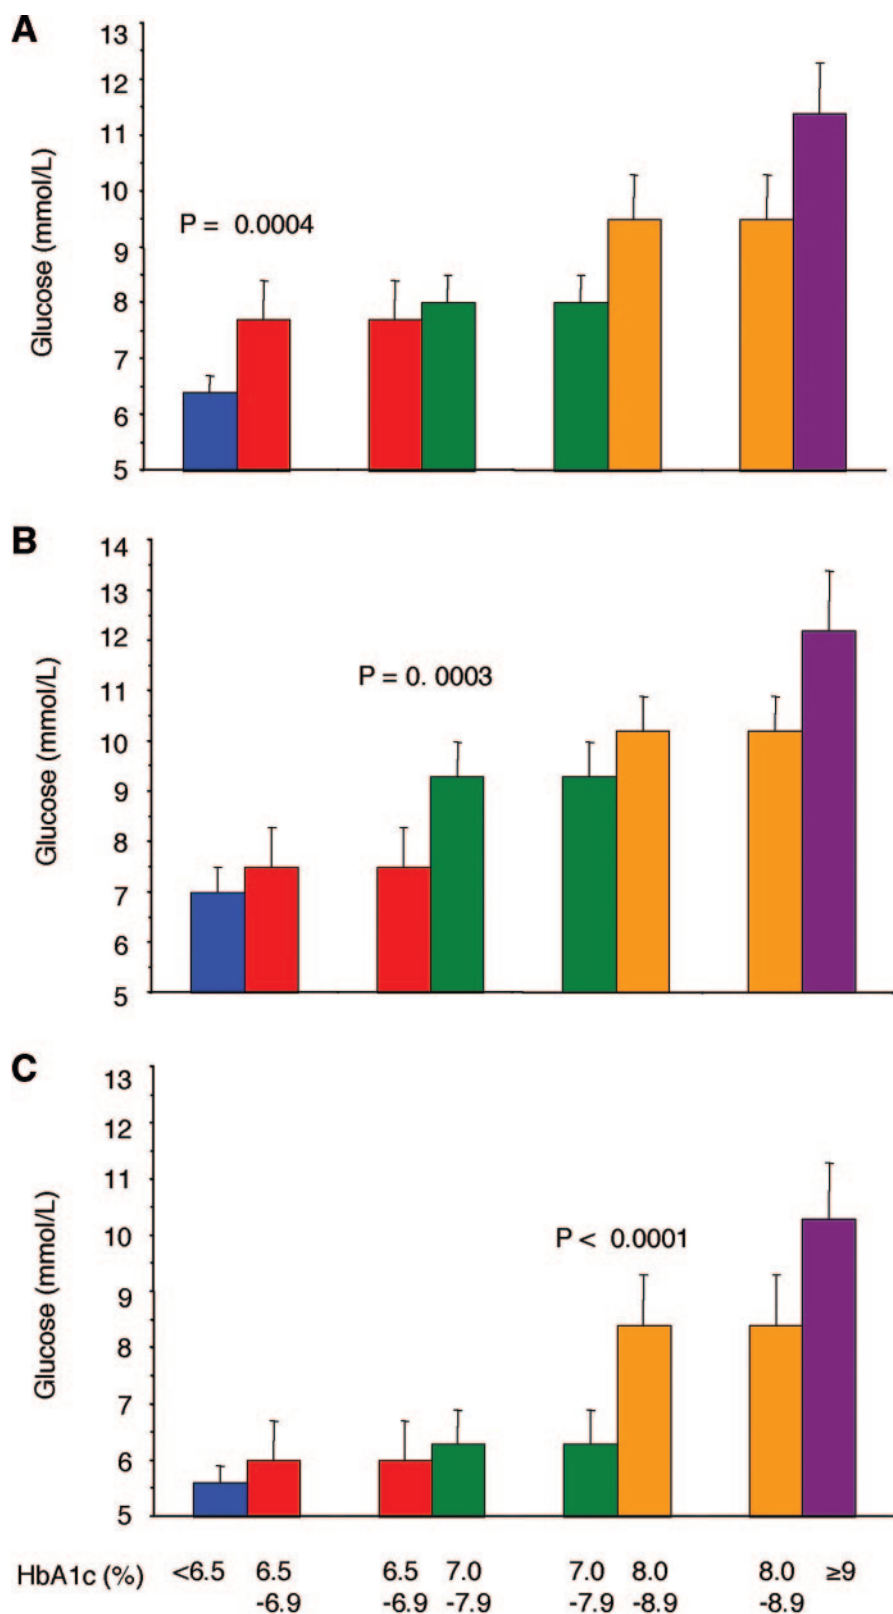 A
13
12
11
10
9
8
7
6
5
Glucose (mmol/L)
P = 0.0004
B
14
13
12
11
10
9
8
7
6
5
Glucose (mmol/L)
P = 0. 0003
C
13
12
11
10
9
8
7
6
5
Glucose (mmol/L)
P < 0.0001
HbA1c (%) <6.5 6.5 6.5 7.0 7.0 8.0 8.0 ≥9
-6.9 -6.9 -7.9 -7.9 -8.9 -8.9